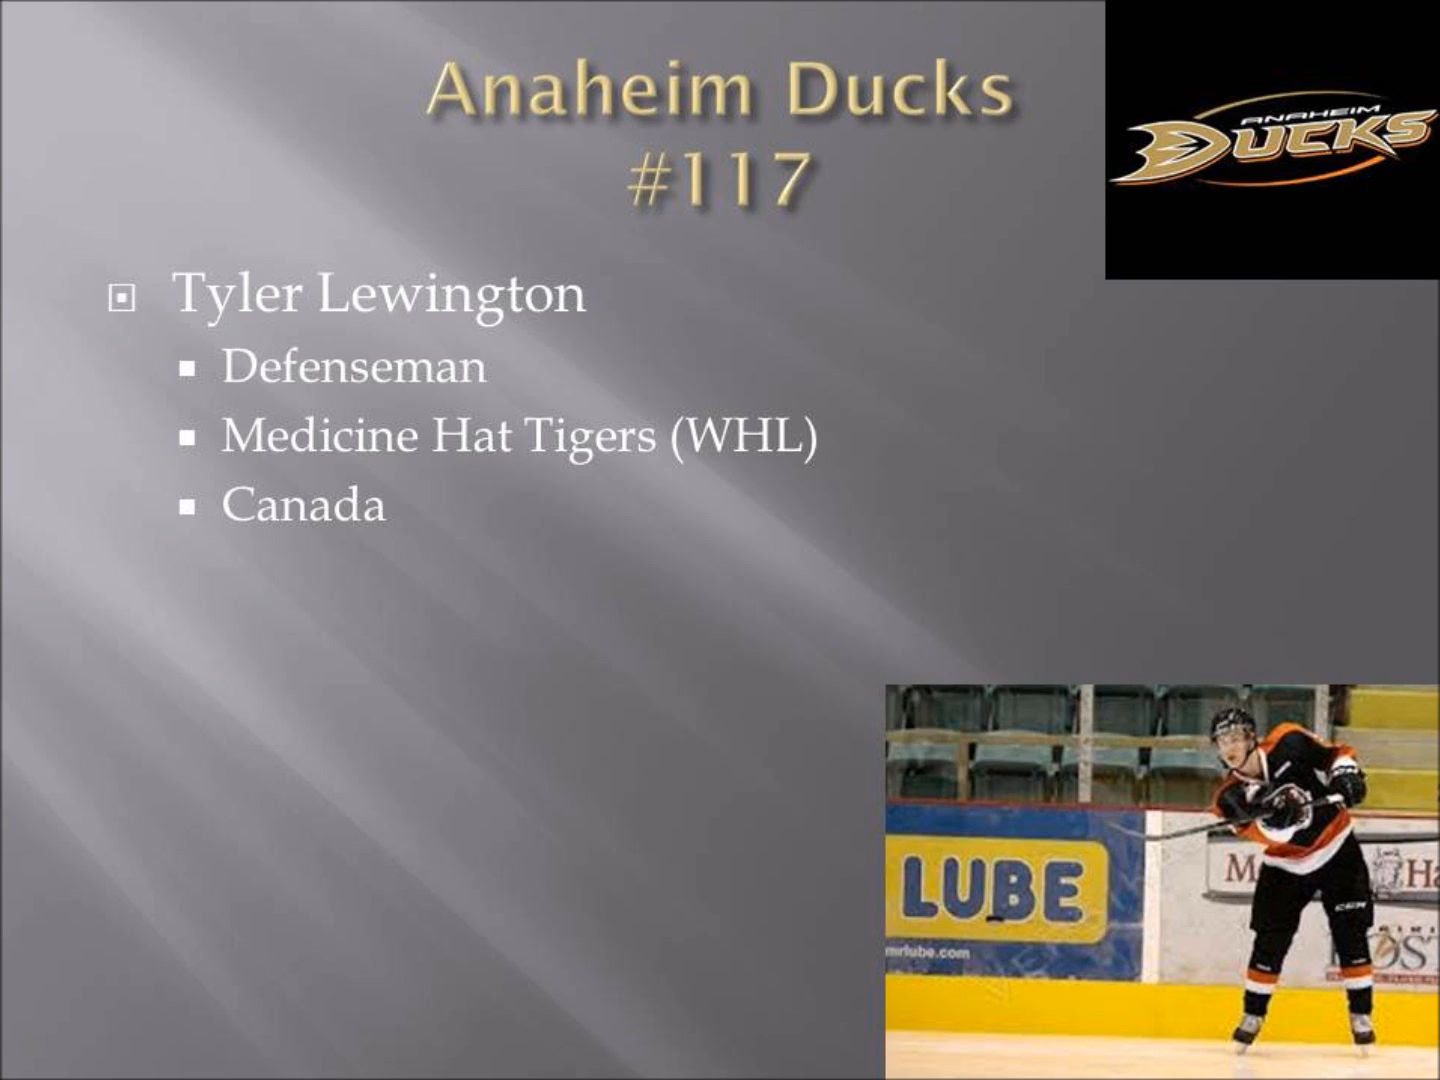 Anaheim Ducks
#117
ANAHEIM
DUCKS
Tyler Lewington
Defenseman
Medicine Hat Tigers (WHL)
Canada
LUBE
mrlube.com
CCM